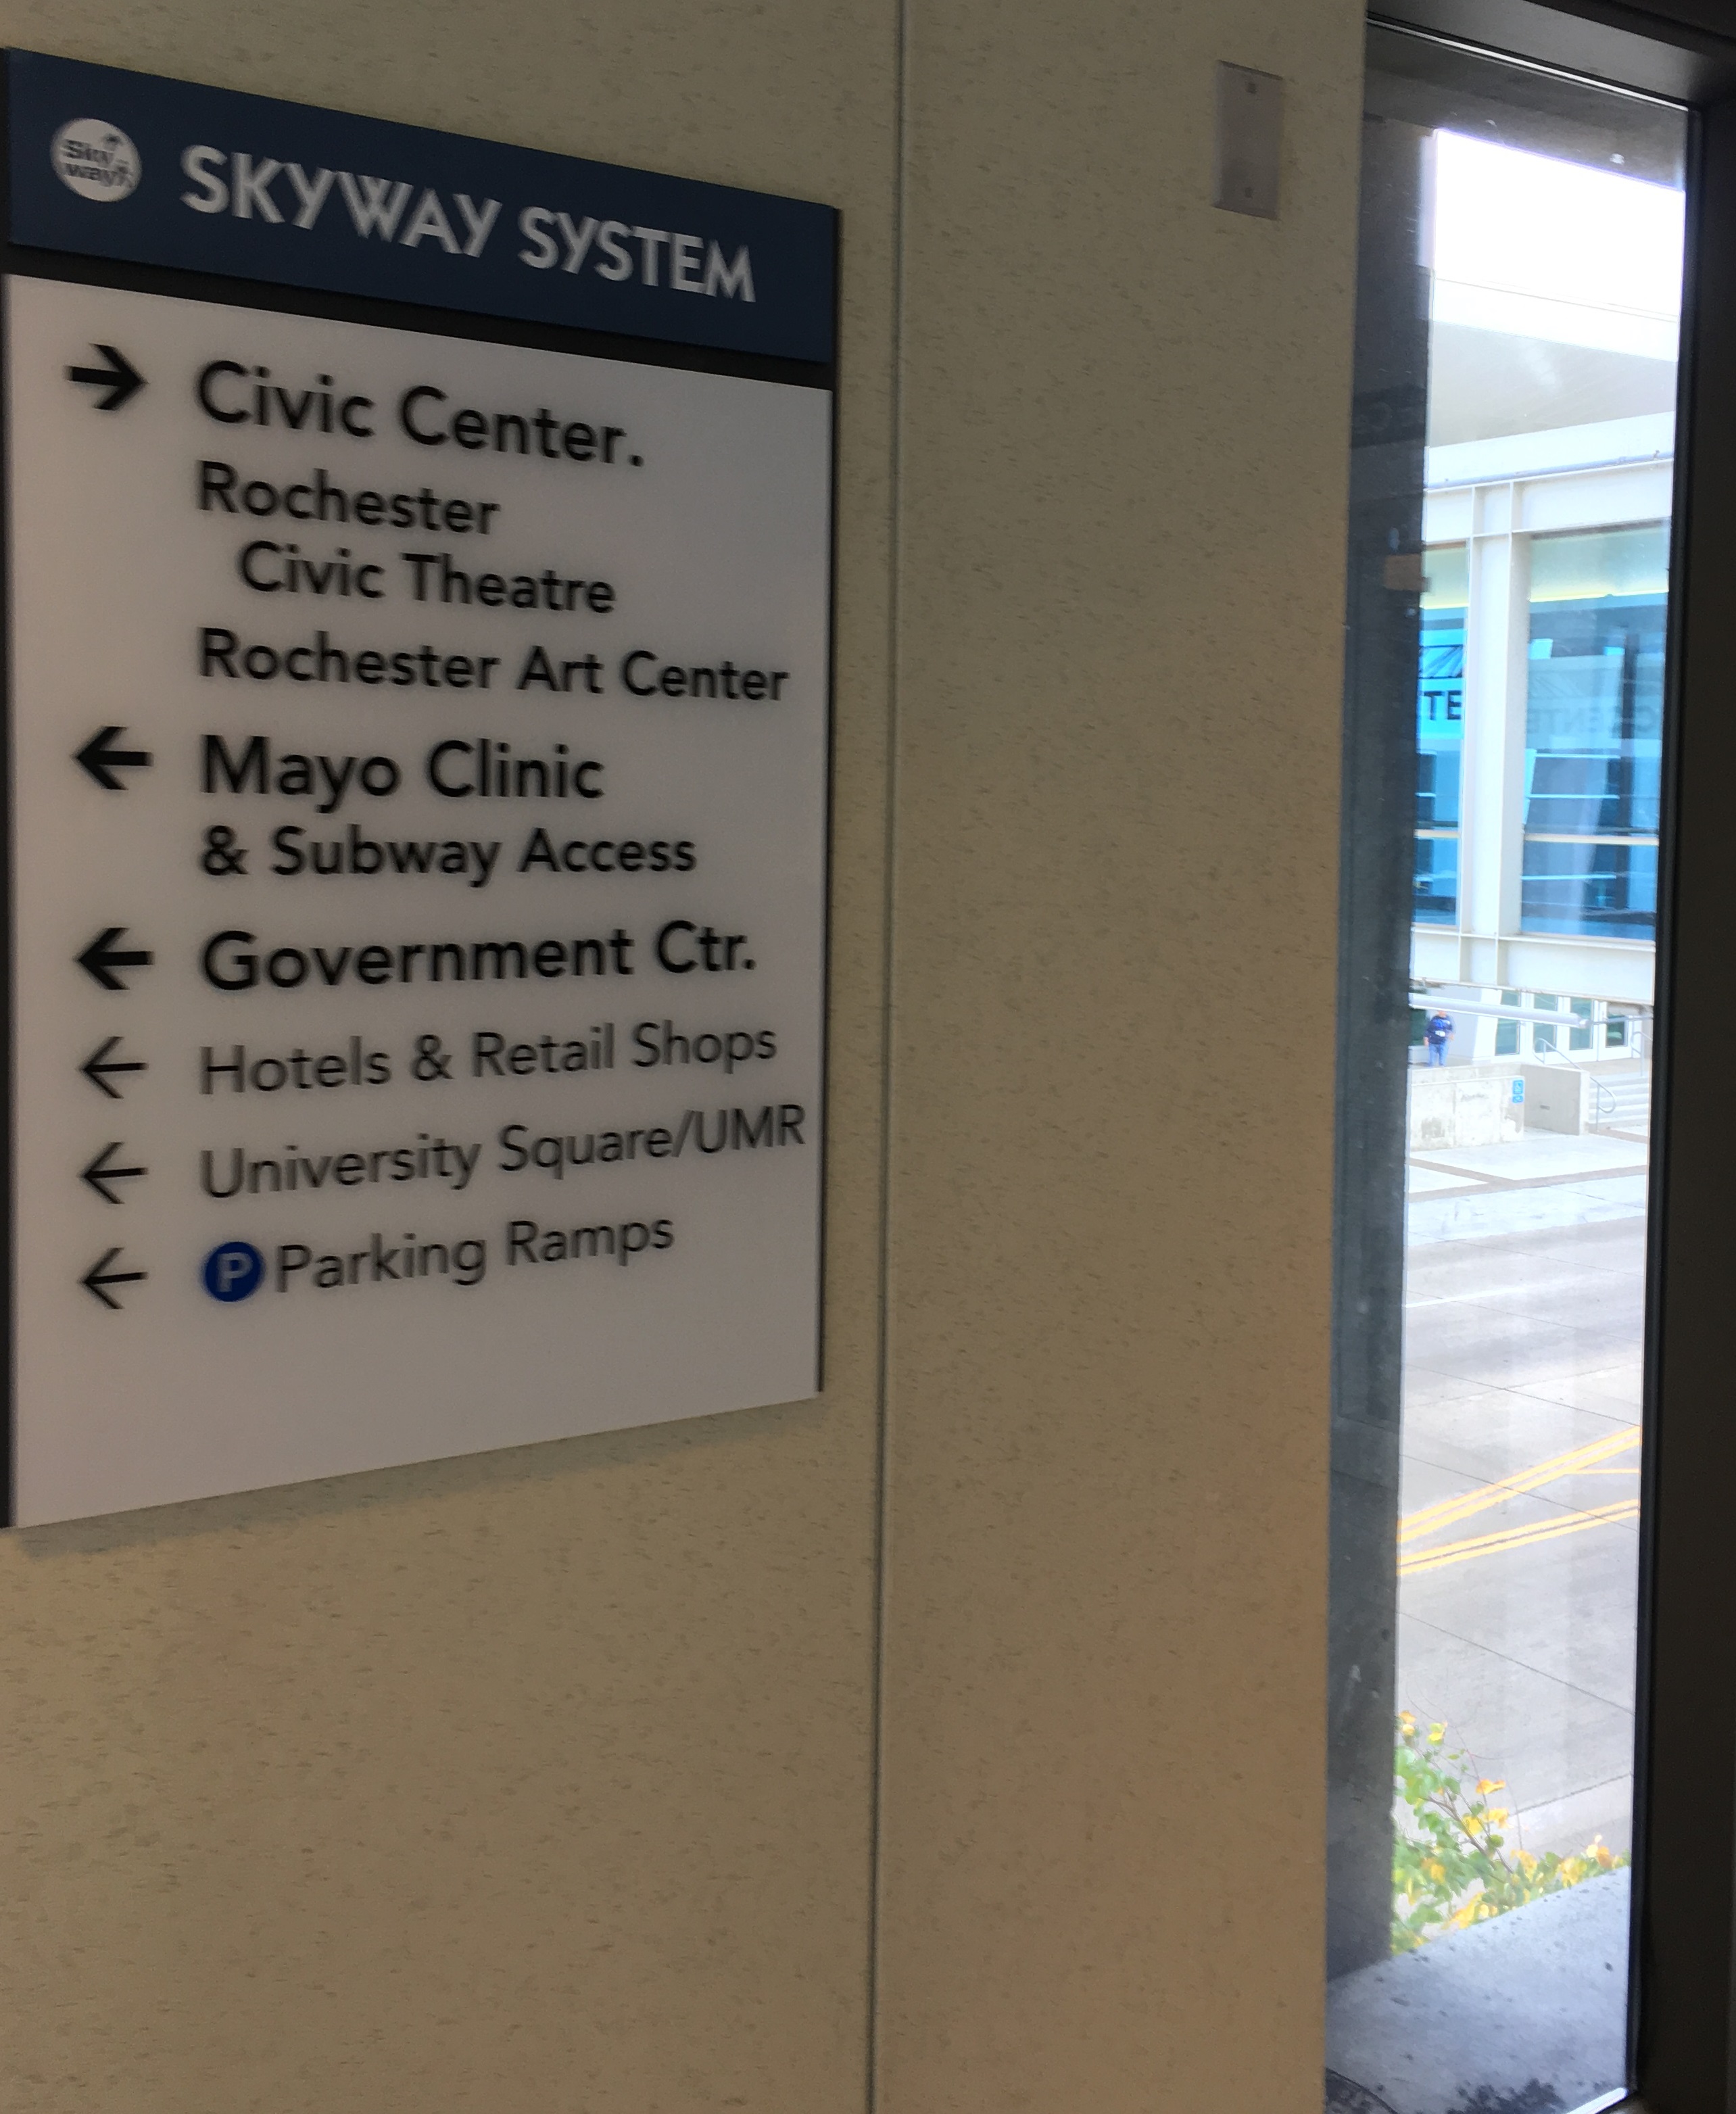 Sky
way
SKYWAY SYSTEM
→ Civic Center.
Rochester
Civic Theatre
Rochester Art Center
← Mayo Clinic
& Subway Access
← Government Ctr.
← Hotels & Retail Shops
← University Square/UMR
← P Parking Ramps